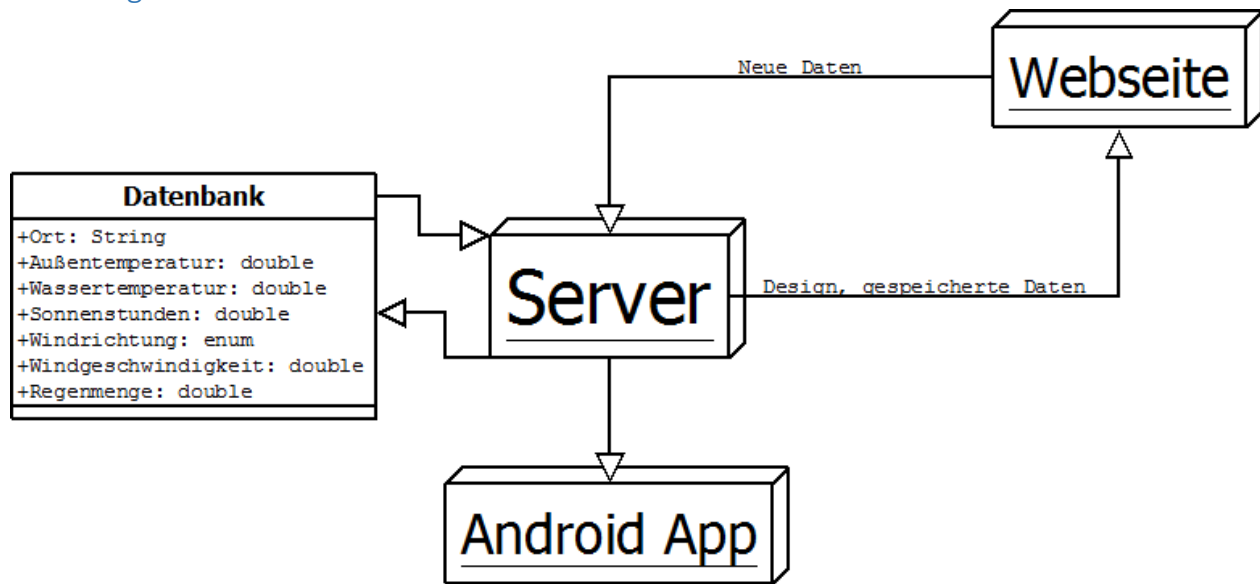 Neue Daten
Webseite
Datenbank
+Ort: String
+Außentemperatur: double
+Wassertemperatur: double
+Sonnenstunden: double
+Windrichtung: enum
+Windgeschwindigkeit: double
+Regenmenge: double
Server
Design, gespeicherte Daten
Android App